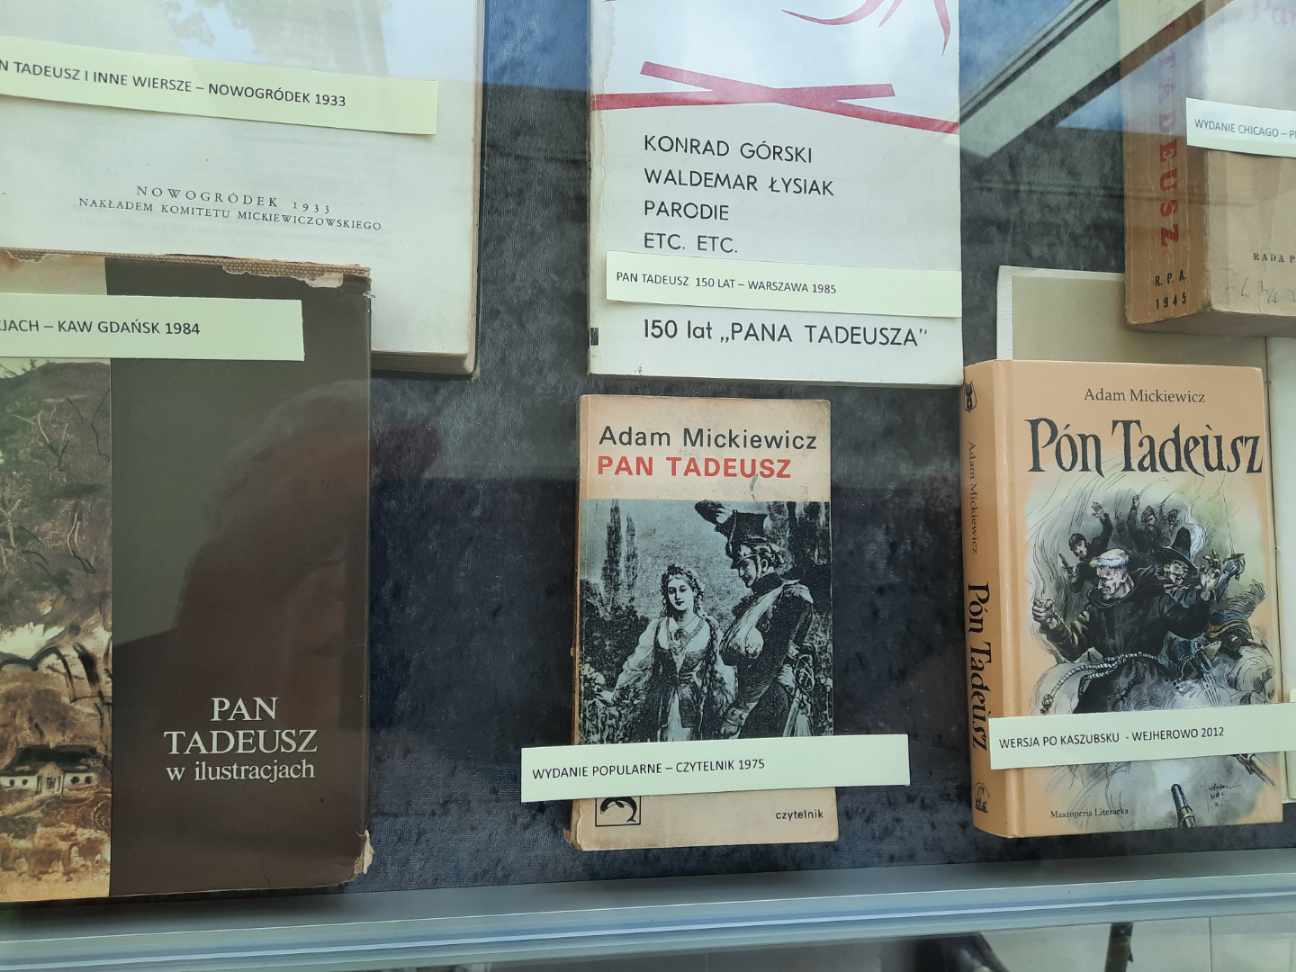 TADEUSZ I INNE WIERSZE – NOWOGRÓDEK 1933
NOWOGRÓDEK 1933
NAKŁADEM KOMITETU MICKIEWICZOWSKIEGO
KONRAD GÓRSKI
WALDEMAR ŁYSIAK
PARODIE
ETC. ETC.
PAN TADEUSZ 150 LAT – WARSZAWA 1985
150 lat „PANA TADEUSZA”
WYDANIE CHICAGO –
R.P.A.
1945
RADA
KAW GDAŃSK 1984
PAN
TADEUSZ
w ilustracjach
Adam Mickiewicz
PAN TADEUSZ
WYDANIE POPULARNE – CZYTELNIK 1975
czytelnik
Adam Mickiewicz
Pón Tadeùsz
Adam Mickiewicz
Pón Tadeùsz
WERSJA PO KASZUBSKU - WEJHEROWO 2012
Maszoperia Literacka